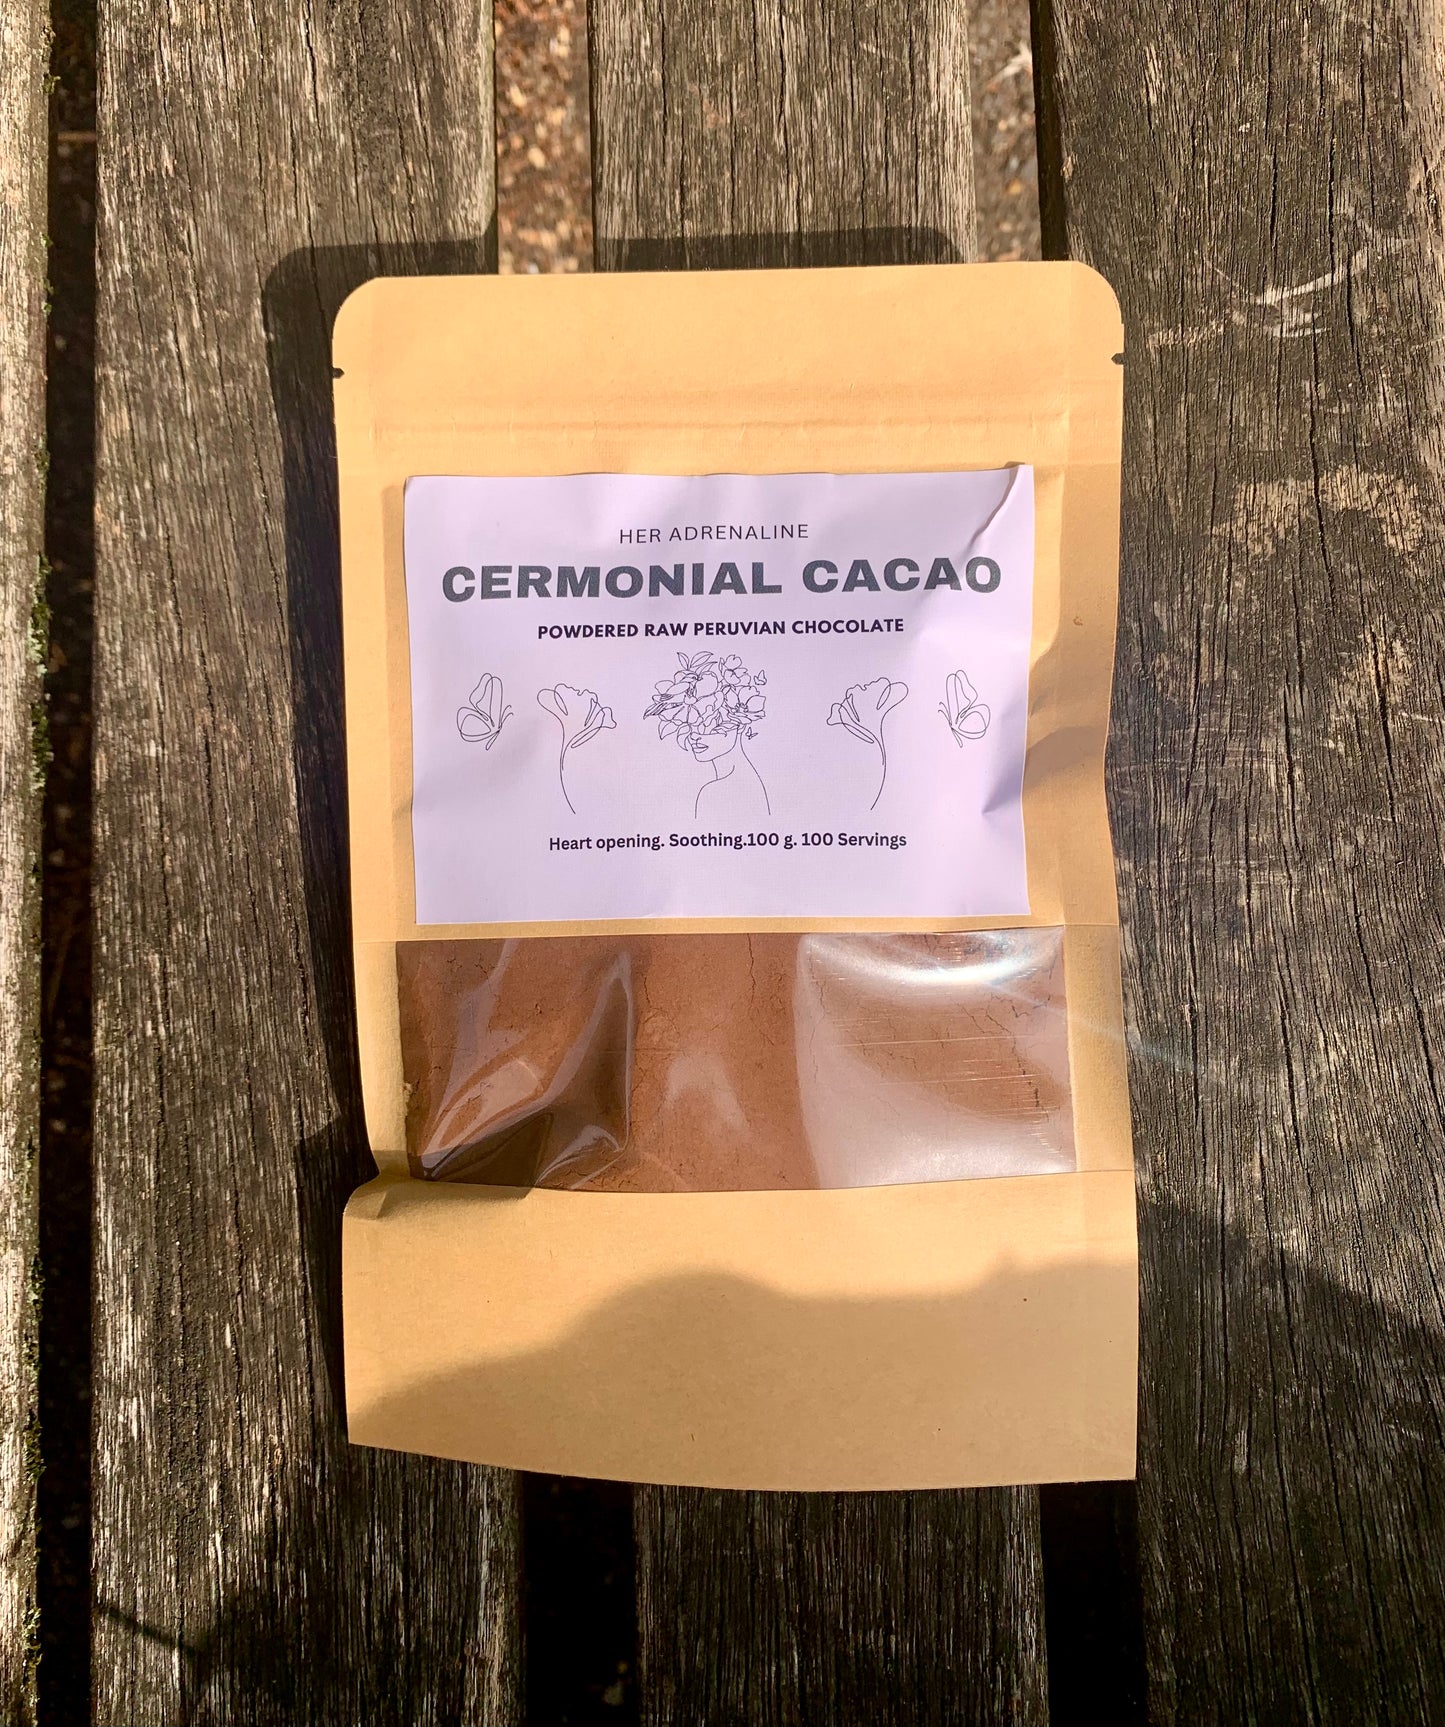 HER ADRENALINE
CERMONIAL CACAO
POWDERED RAW PERUVIAN CHOCOLATE
Heart opening. Soothing.100 g. 100 Servings